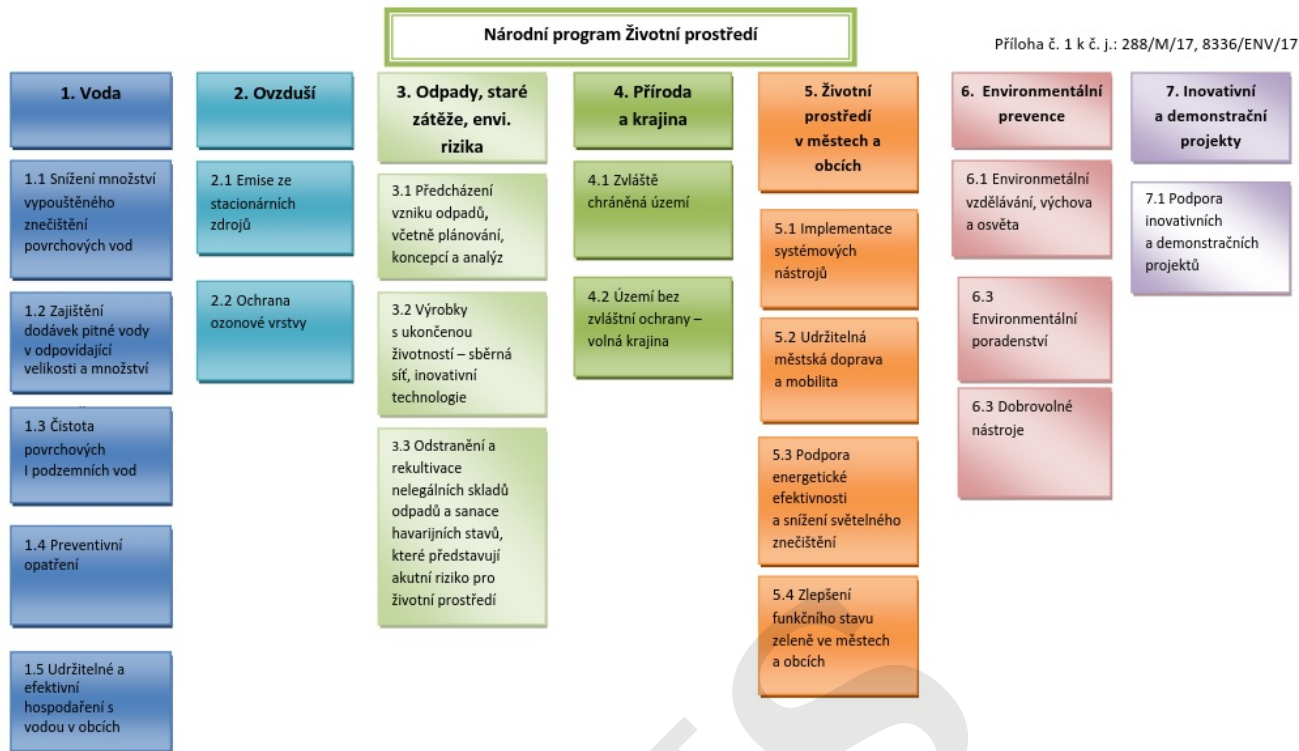 Národní program Životní prostředí
Příloha č. 1 k č. j.: 288/M/17, 8336/ENV/17
1. Voda
1.1 Snížení množství
vypouštěného
znečištění
povrchových vod
1.2 Zajištění
dodávek pitné vody
v odpovídající
velikosti a množství
1.3 Čistota
povrchových
I podzemních vod
1.4 Preventivní
opatření
1.5 Udržitelné a
efektivní
hospodaření s
vodou v obcích
2. Ovzduší
2.1 Emise ze
stacionárních
zdrojů
2.2 Ochrana
ozonové vrstvy
3. Odpady, staré
zátěže, envi.
rizika
3.1 Předcházení
vzniku odpadů,
včetně plánování,
koncepcí a analýz
3.2 Výrobky
s ukončenou
životností – sběrná
síť, inovativní
technologie
3.3 Odstranění a
rekultivace
nelegálních skladů
odpadů a sanace
havarijních stavů,
které představují
akutní riziko pro
životní prostředí
4. Příroda
a krajina
4.1 Zvláště
chráněná území
4.2 Území bez
zvláštní ochrany –
volná krajina
5. Životní
prostředí
v městech a
obcích
5.1 Implementace
systémových
nástrojů
5.2 Udržitelná
městská doprava
a mobilita
5.3 Podpora
energetické
efektivnosti
a snížení světelného
znečištění
5.4 Zlepšení
funkčního stavu
zeleně ve městech
a obcích
6. Environmentální
prevence
6.1 Environmetální
vzdělávání, výchova
a osvěta
6.3
Environmentální
poradenství
6.3 Dobrovolné
nástroje
7. Inovativní
a demonstrační
projekty
7.1 Podpora
inovativních
a demonstračních
projektů